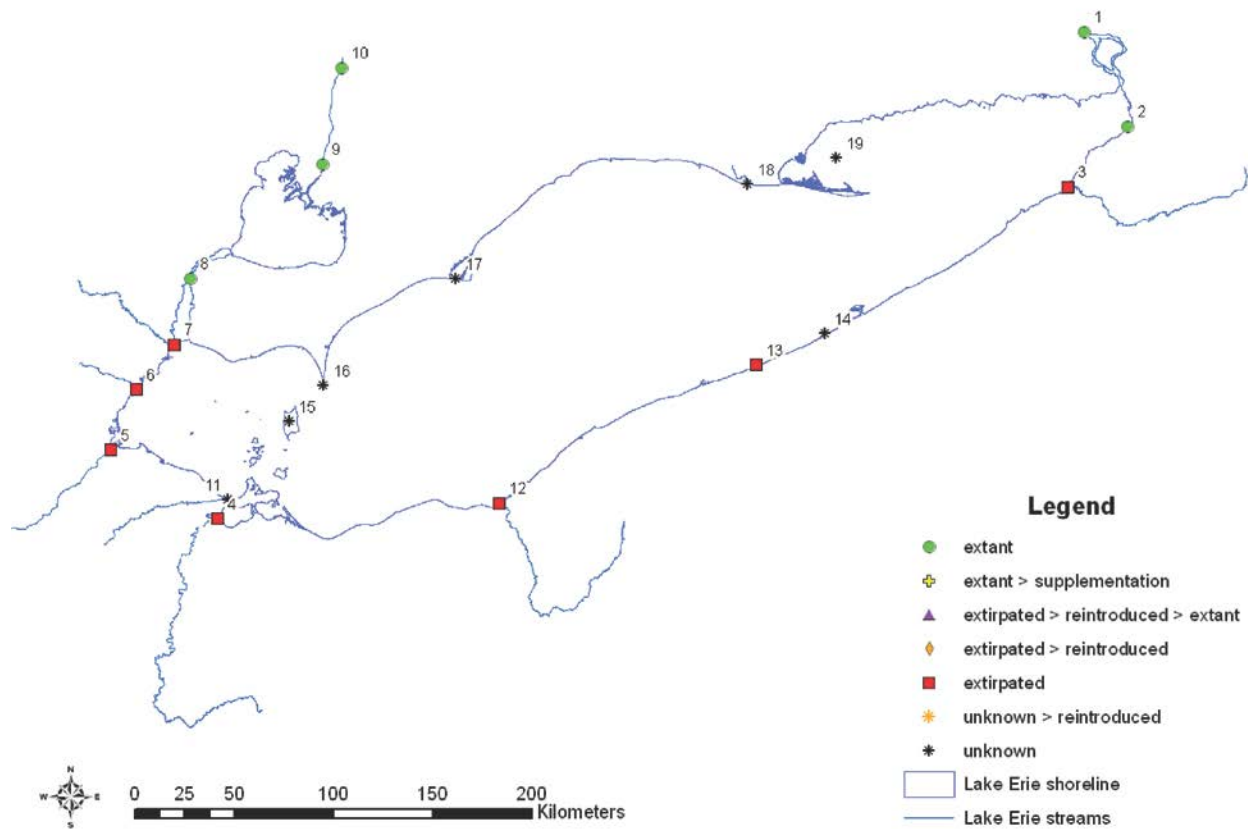 1
10
2
9
19
18
3
8
17
7
14
13
16
6
15
5
11
4
12
Legend
extant
extant > supplementation
extirpated > reintroduced > extant
extirpated > reintroduced
extirpated
unknown > reintroduced
unknown
Lake Erie shoreline
Lake Erie streams
N
W E
S
0 25 50 100 150 200
Kilometers